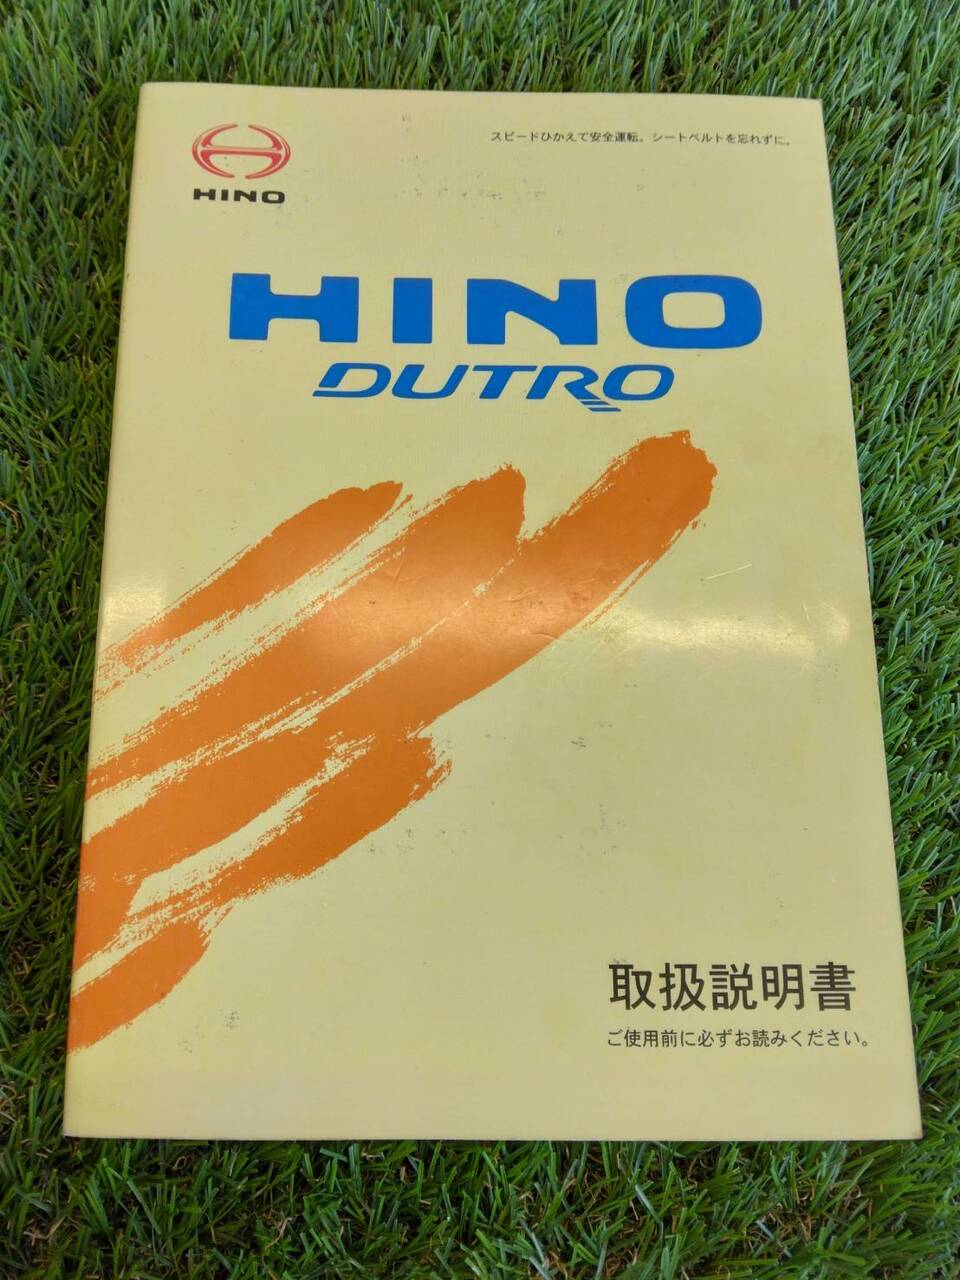 スピードひかえて安全運転。シートベルトを忘れずに。
HINO
HINO
DUTRO
取扱説明書
ご使用前に必ずお読みください。